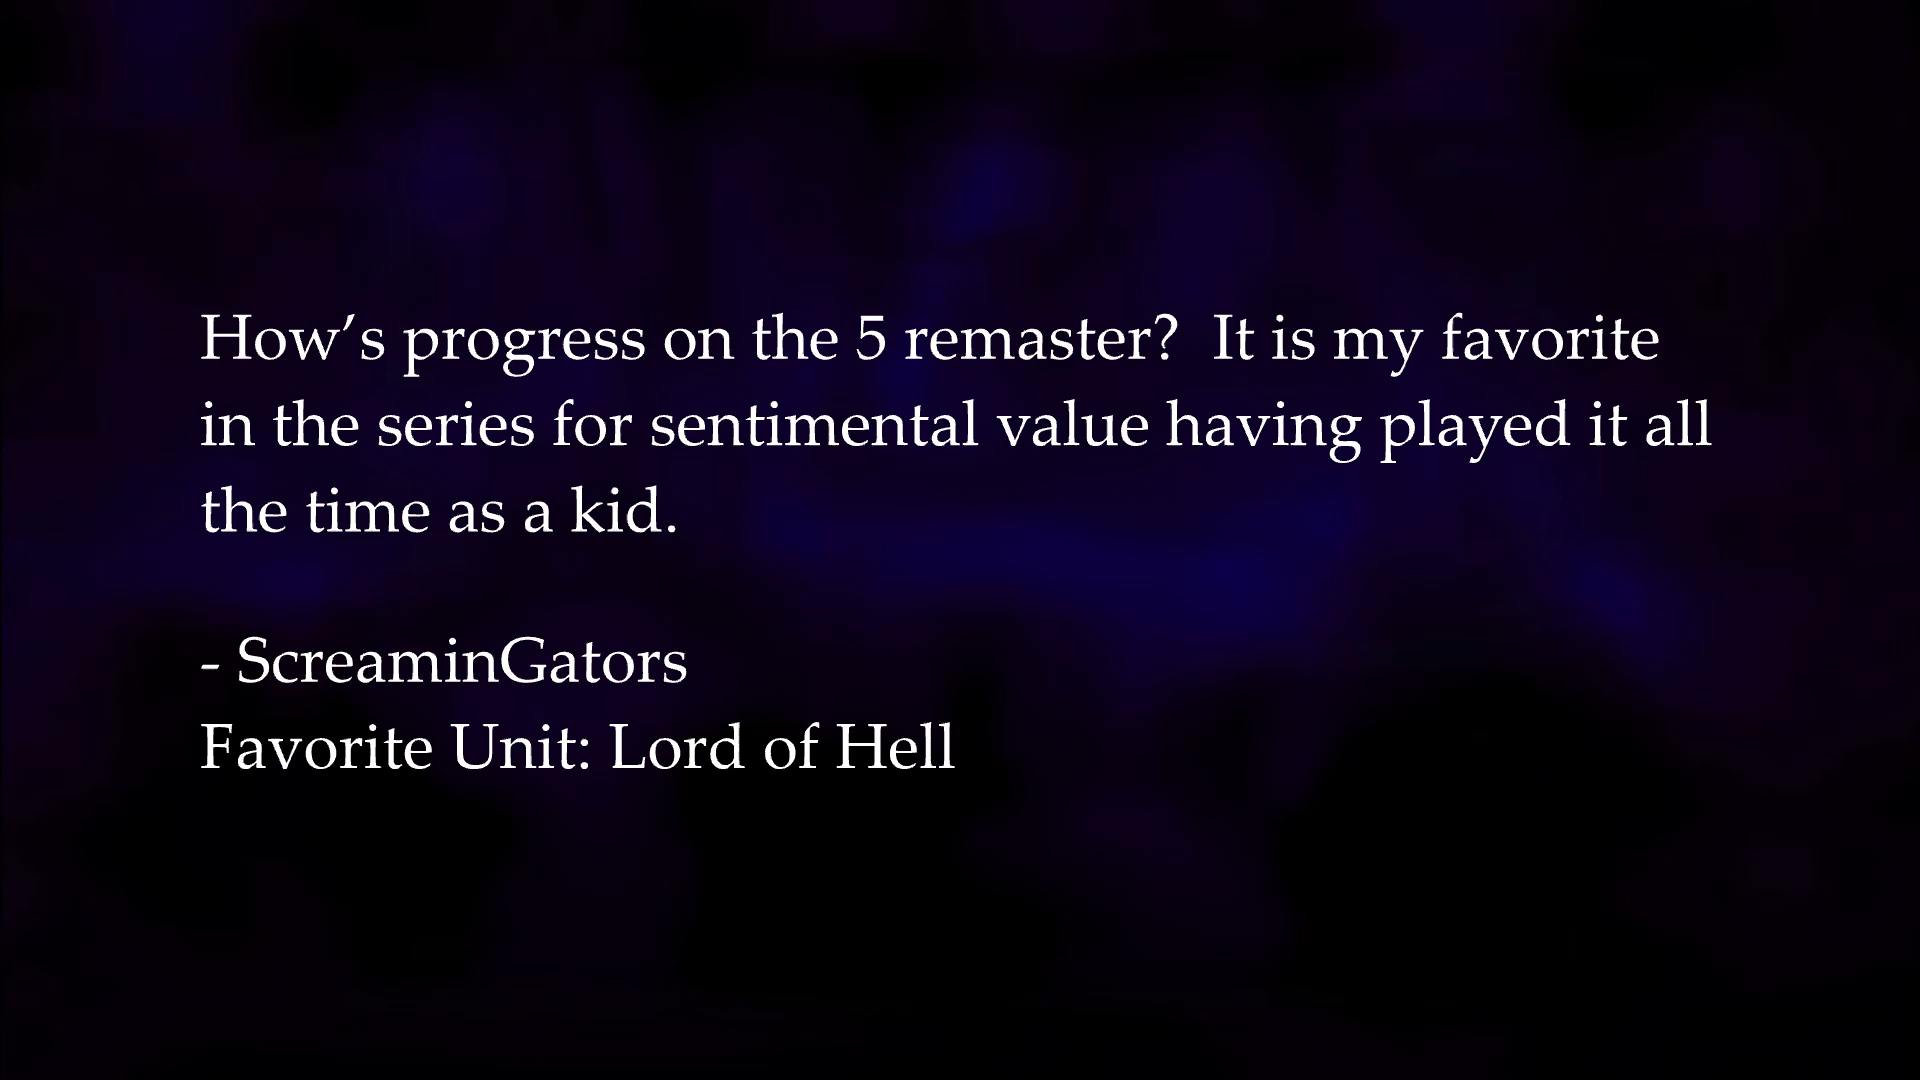 How’s progress on the 5 remaster?  It is my favorite
in the series for sentimental value having played it all
the time as a kid.
- ScreaminGators
Favorite Unit: Lord of Hell